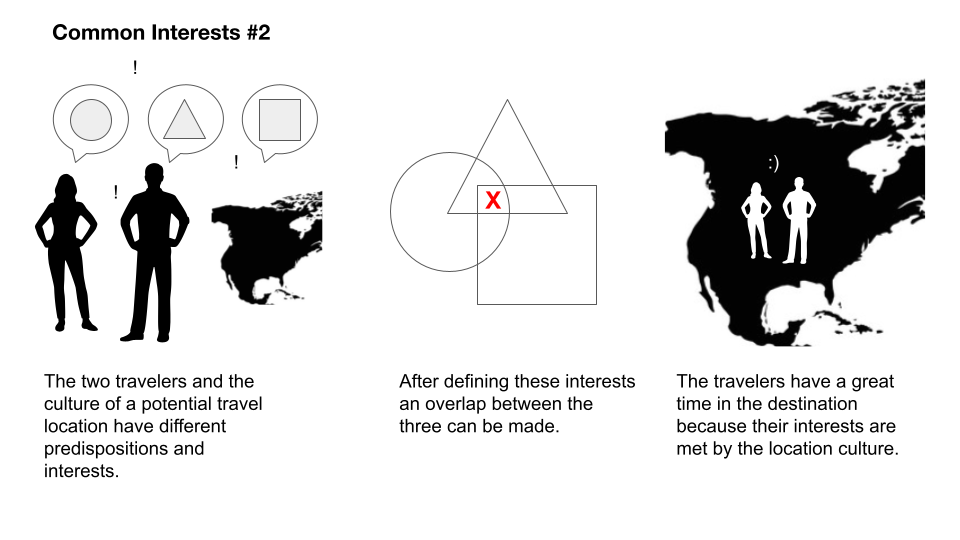 Common Interests #2
!
!
!
X
:)
The two travelers and the
culture of a potential travel
location have different
predispositions and
interests.
After defining these interests
an overlap between the
three can be made.
The travelers have a great
time in the destination
because their interests are
met by the location culture.